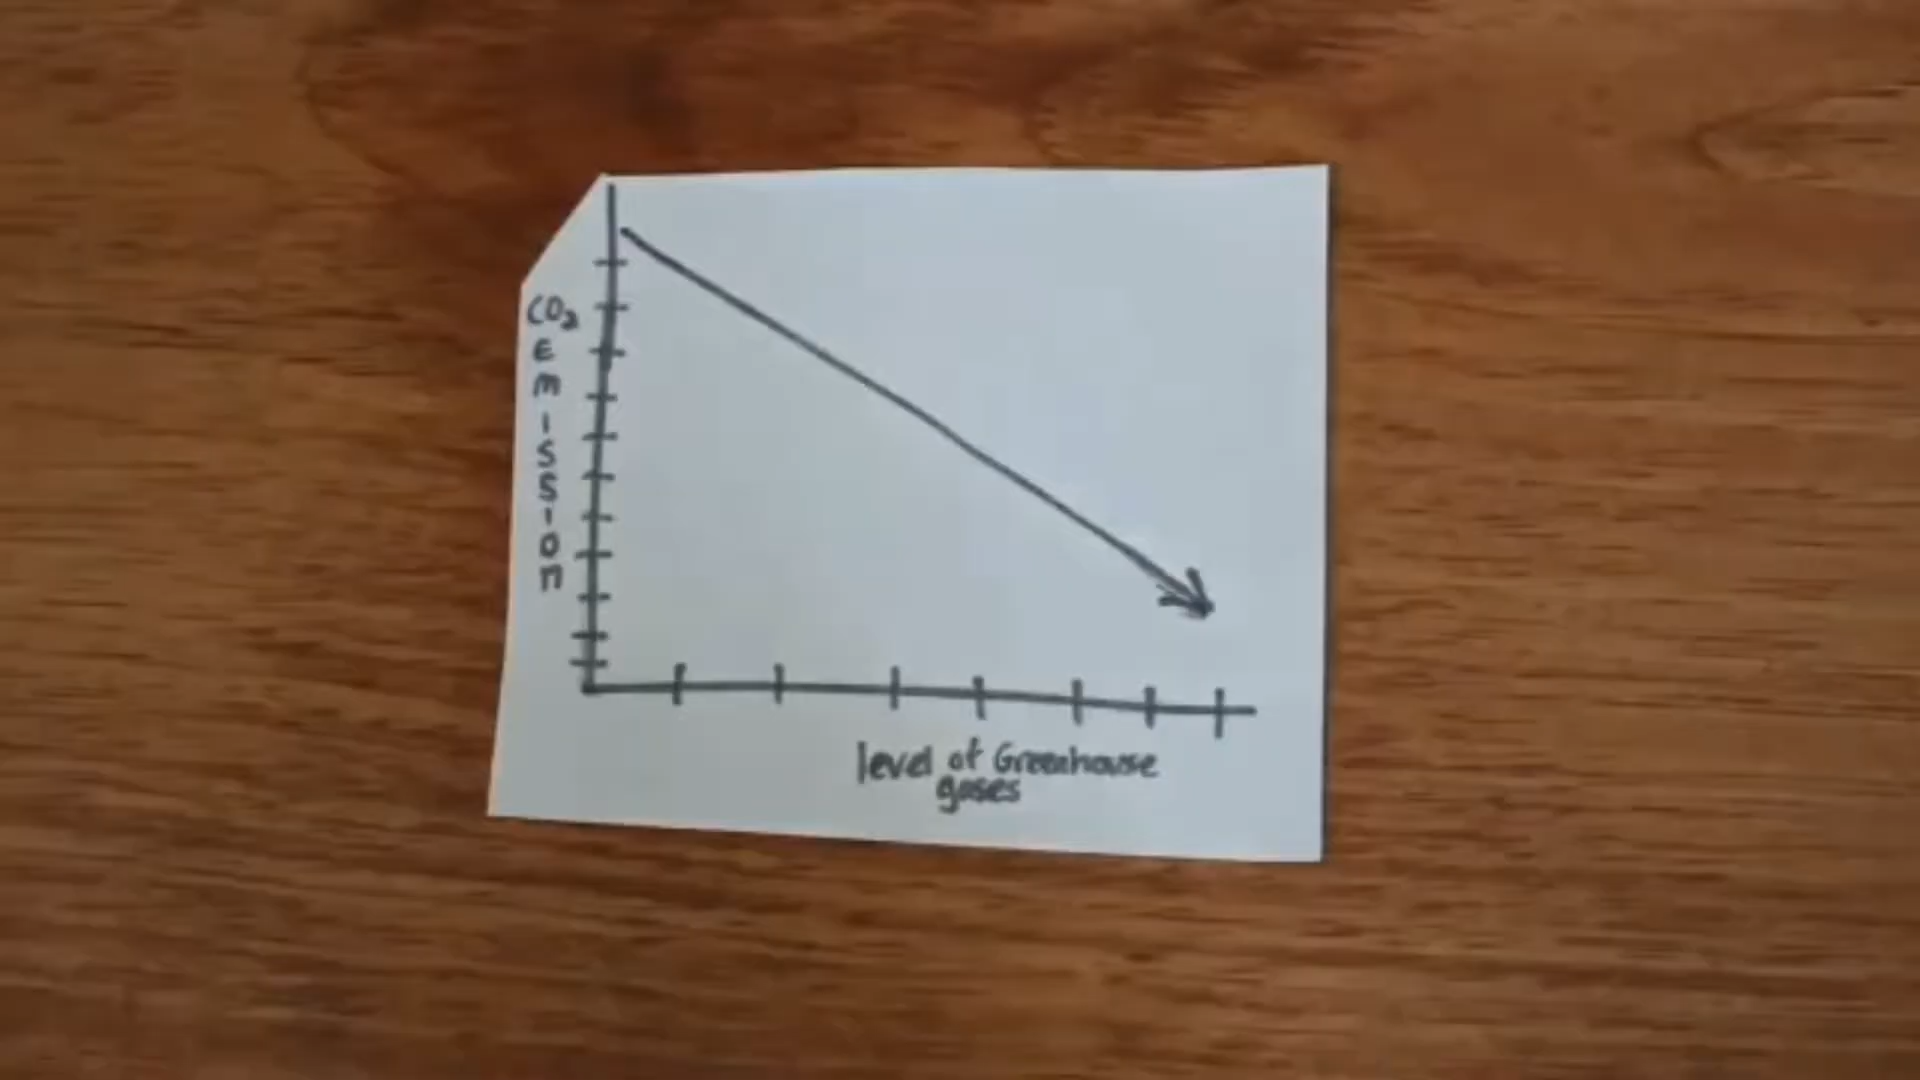 CO₂
E
m
i
S
S
i
o
n
level of Greenhouse
gases